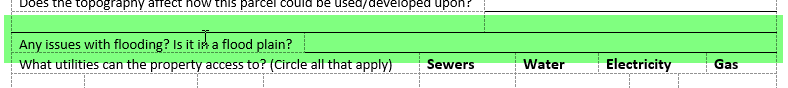 Does the topography affect how this parcel could be used/developed upon?
Any issues with flooding? Is it in a flood plain?
What utilities can the property access to? (Circle all that apply) Sewers Water Electricity Gas